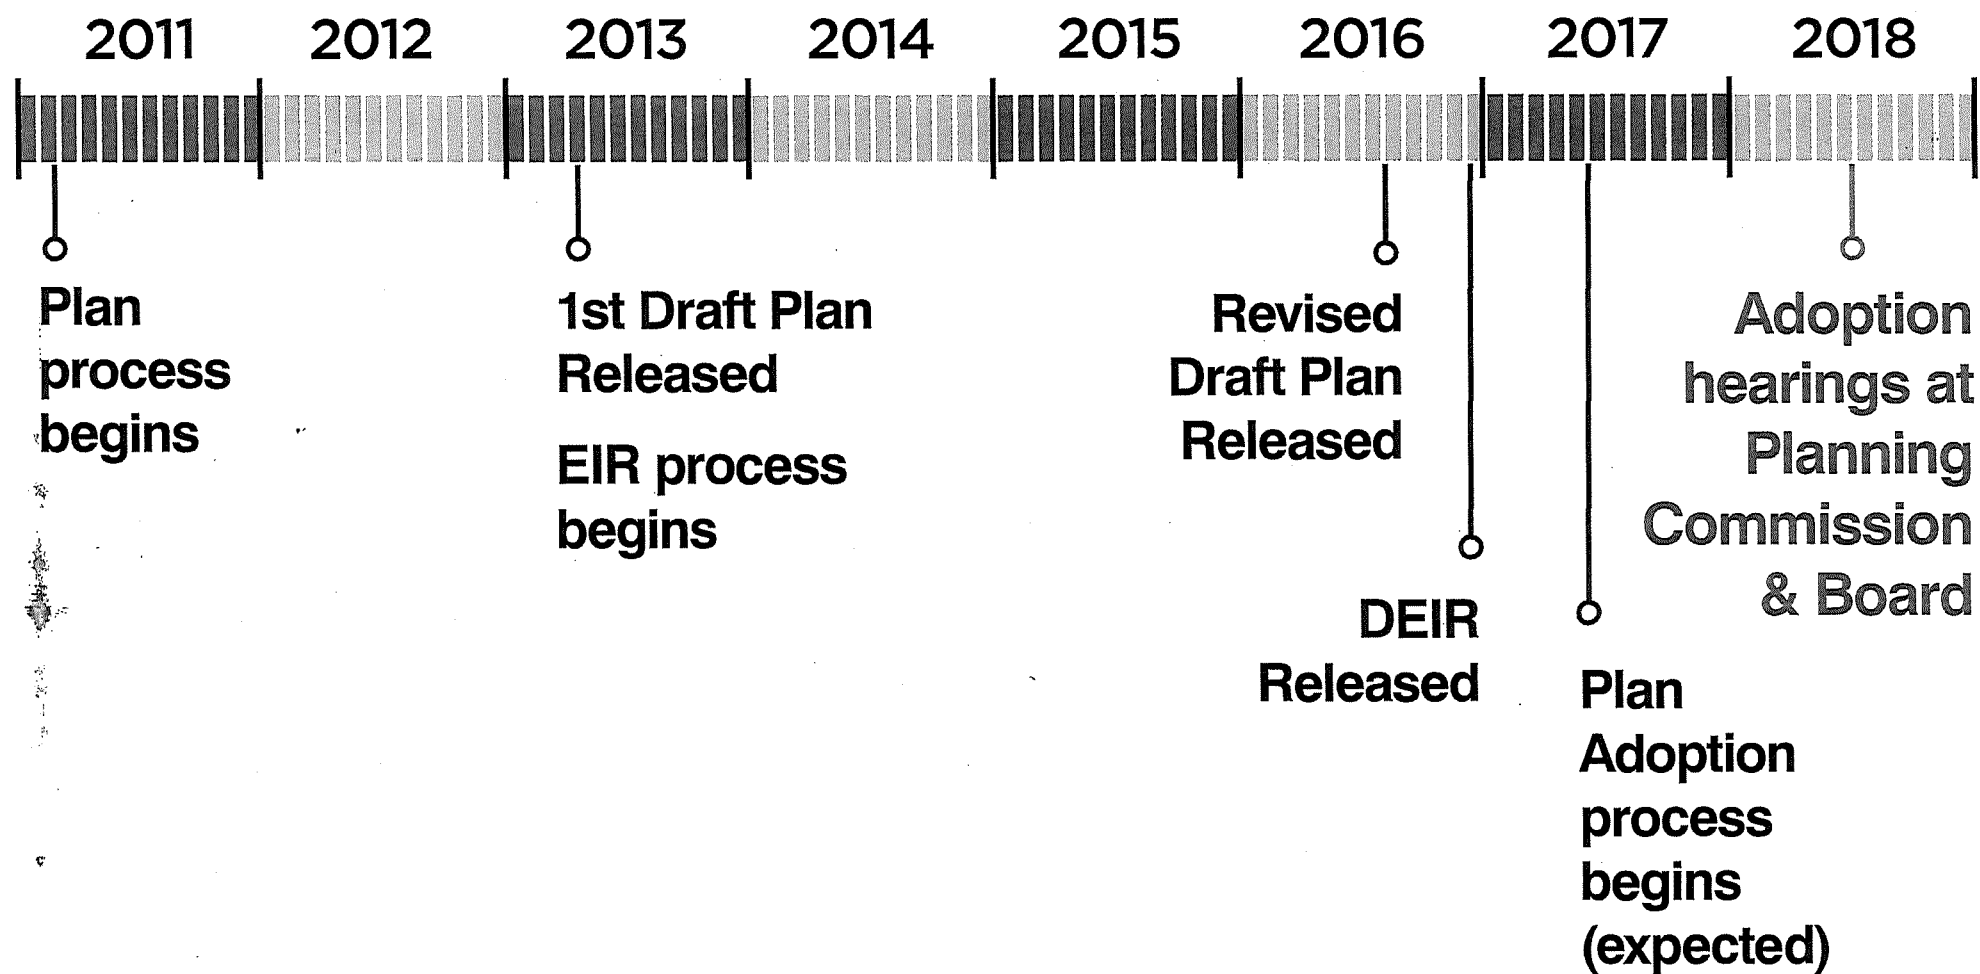 2011 2012 2013 2014 2015 2016 2017 2018
Plan
process
begins
1st Draft Plan
Released
EIR process
begins
Revised
Draft Plan
Released
DEIR
Released
Plan
Adoption
process
begins
(expected)
Adoption
hearings at
Planning
Commission
& Board